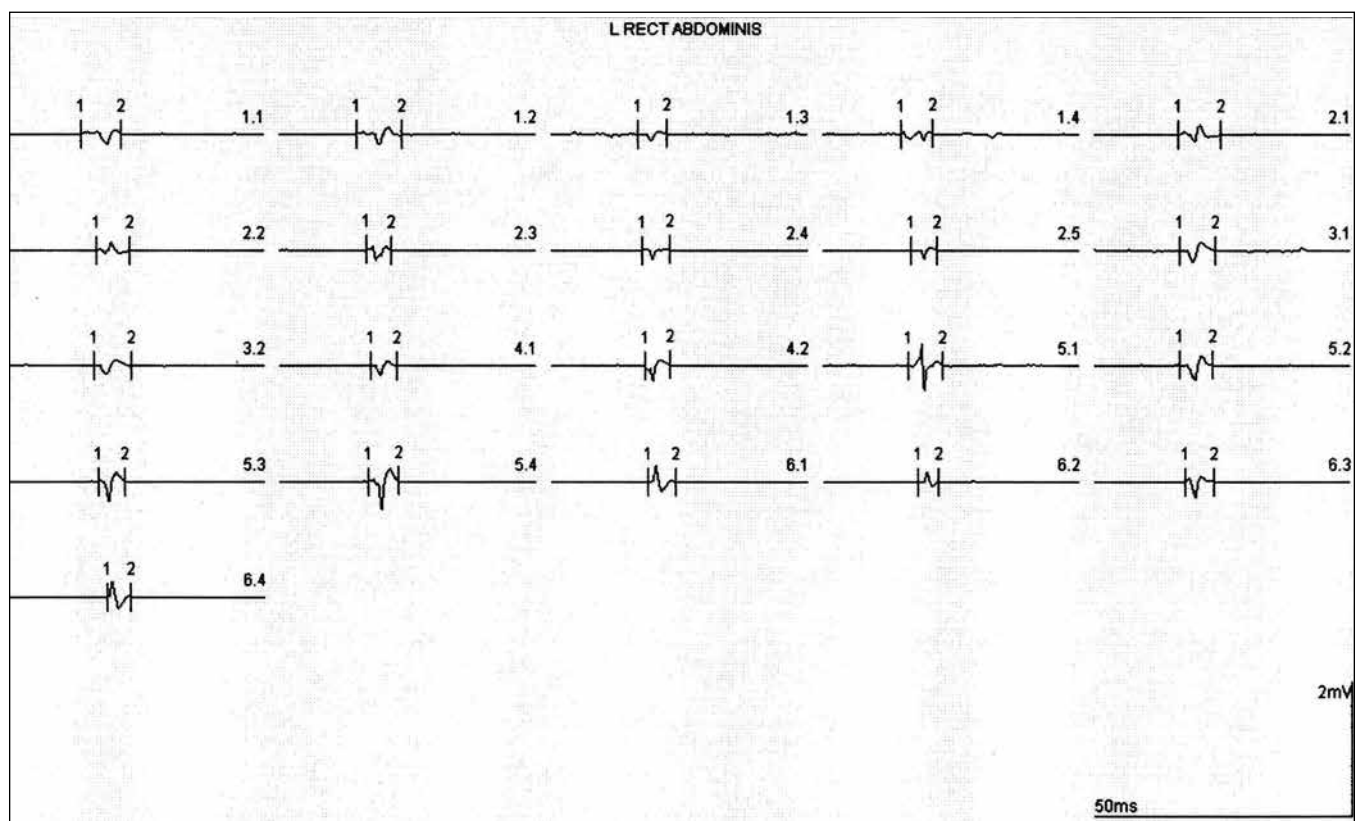 L RECT ABDOMINIS
1 2 1.1 1 2 1.2 1 2 1.3 1 2 1.4 1 2 2.1
1 2 2.2 1 2 2.3 1 2 2.4 1 2 2.5 1 2 3.1
1 2 3.2 1 2 4.1 1 2 4.2 1 2 5.1 1 2 5.2
1 2 5.3 1 2 5.4 1 2 6.1 1 2 6.2 1 2 6.3
1 2 6.4
2mV
50ms